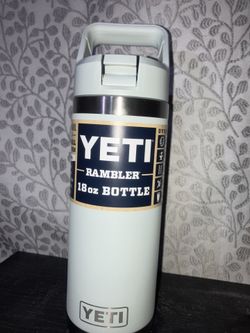 YETI
RAMBLER
18oz BOTTLE
YETI